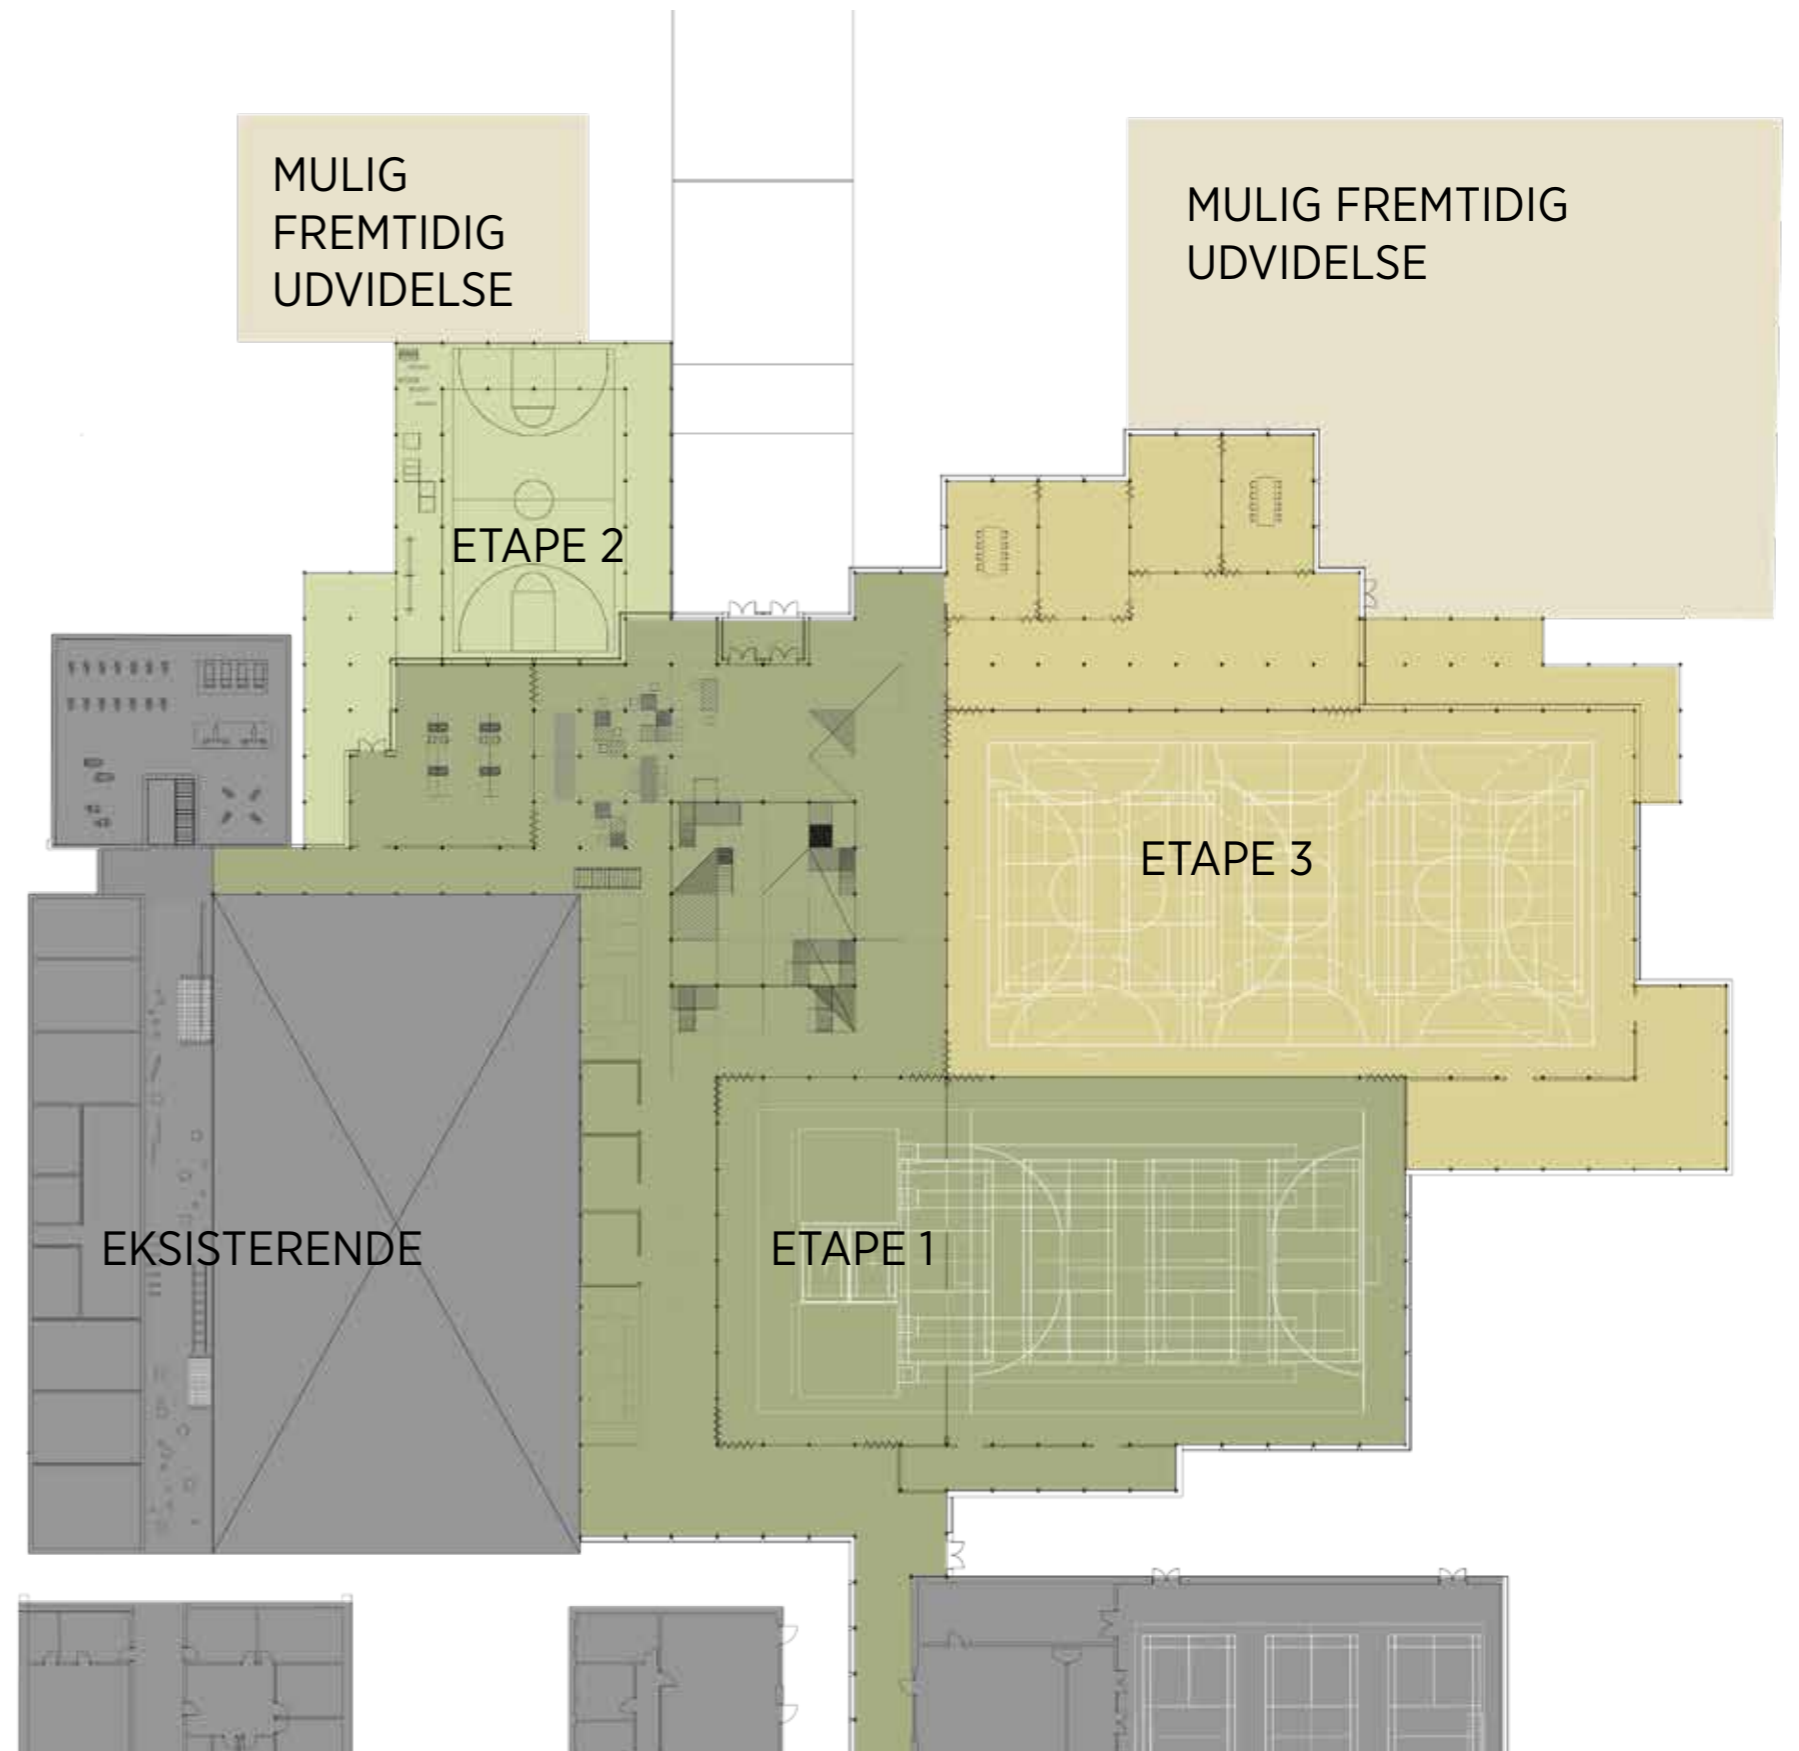 MULIG
FREMTIDIG
UDVIDELSE
MULIG FREMTIDIG
UDVIDELSE
ETAPE 2
ETAPE 3
EKSISTERENDE
ETAPE 1